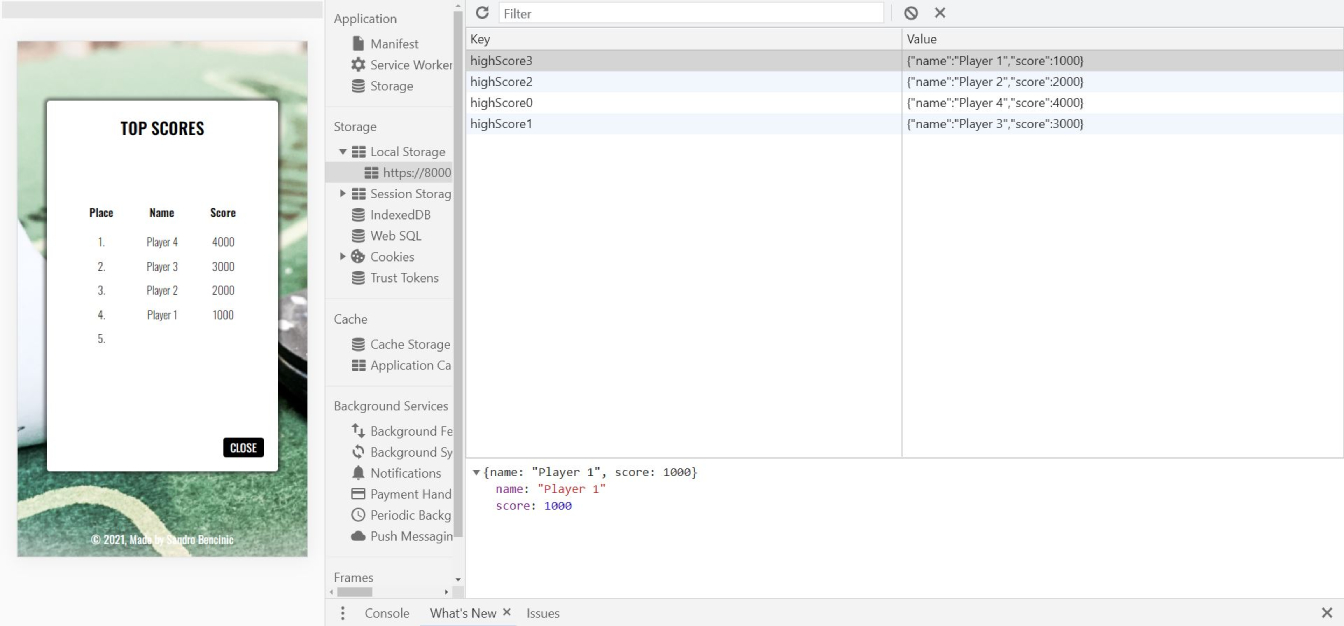 TOP SCORES
Place Name Score
1. Player 4 4000
2. Player 3 3000
3. Player 2 2000
4. Player 1 1000
5.
CLOSE
© 2021, Made by Sandro Bencinic
Application
Manifest
Service Worker
Storage
Storage
Local Storage
https://8000
Session Storag
IndexedDB
Web SQL
Cookies
Trust Tokens
Cache
Cache Storage
Application Ca
Background Services
Background Fe
Background Sy
Notifications
Payment Hand
Periodic Backg
Push Messagin
Frames
Filter
Key Value
highScore3 {"name":"Player 1","score":1000}
highScore2 {"name":"Player 2","score":2000}
highScore0 {"name":"Player 4","score":4000}
highScore1 {"name":"Player 3","score":3000}
{name: "Player 1", score: 1000}
name: "Player 1"
score: 1000
Console What's New Issues